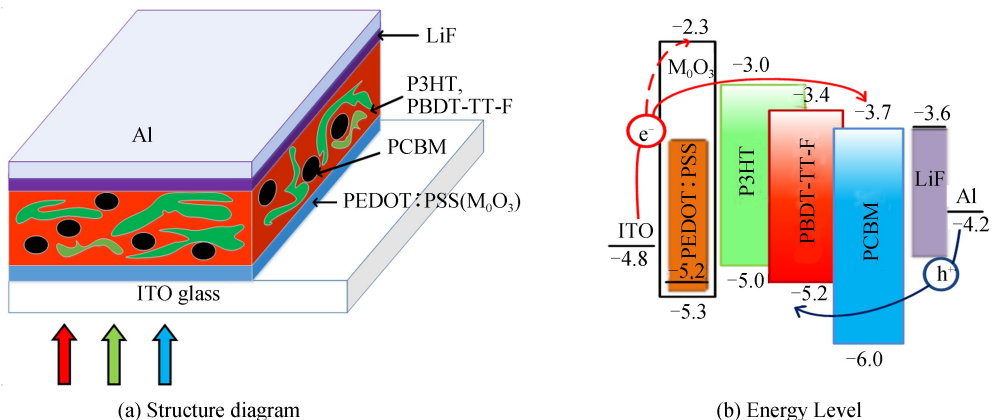 LiF
P3HT,
PBDT-TT-F
Al
PCBM
PEDOT:PSS(M₀O₃)
ITO glass
(a) Structure diagram
−2.3
M₀O₃
−3.0
−3.4
−3.7
−3.6
e⁻
PEDOT:PSS
P3HT
PBDT-TT-F
PCBM
LiF
Al
−4.2
ITO
−4.8
h⁺
−5.2
−5.0
−5.2
−5.3
−6.0
(b) Energy Level